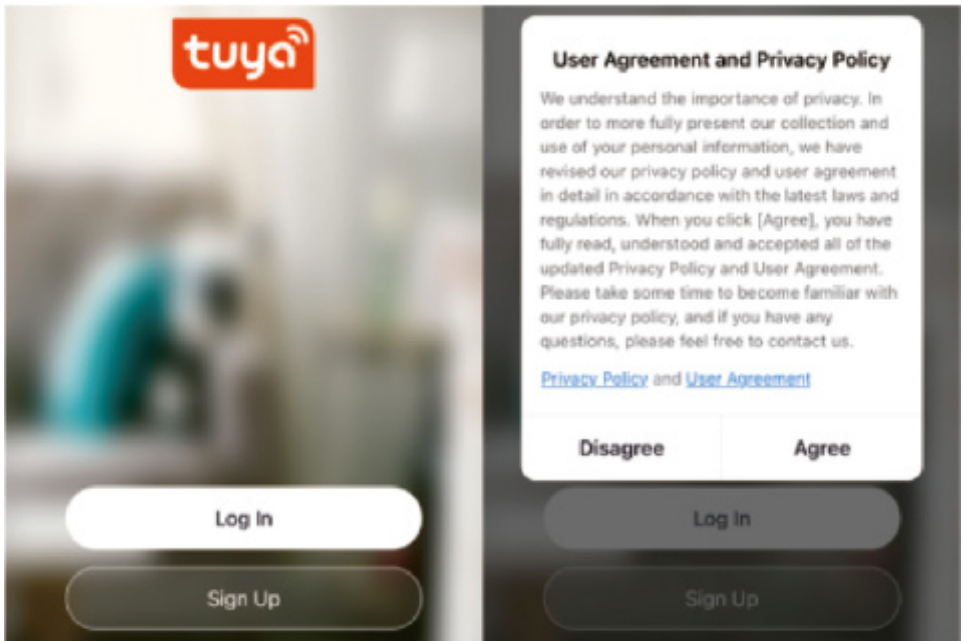 tuya
Log In
Sign Up
User Agreement and Privacy Policy
We understand the importance of privacy. In
order to more fully present our collection and
use of your personal information, we have
revised our privacy policy and user agreement
in detail in accordance with the latest laws and
regulations. When you click [Agree], you have
fully read, understood and accepted all of the
updated Privacy Policy and User Agreement.
Please take some time to become familiar with
our privacy policy, and if you have any
questions, please feel free to contact us.
Privacy Policy and User Agreement
Disagree Agree
Log In
Sign Up